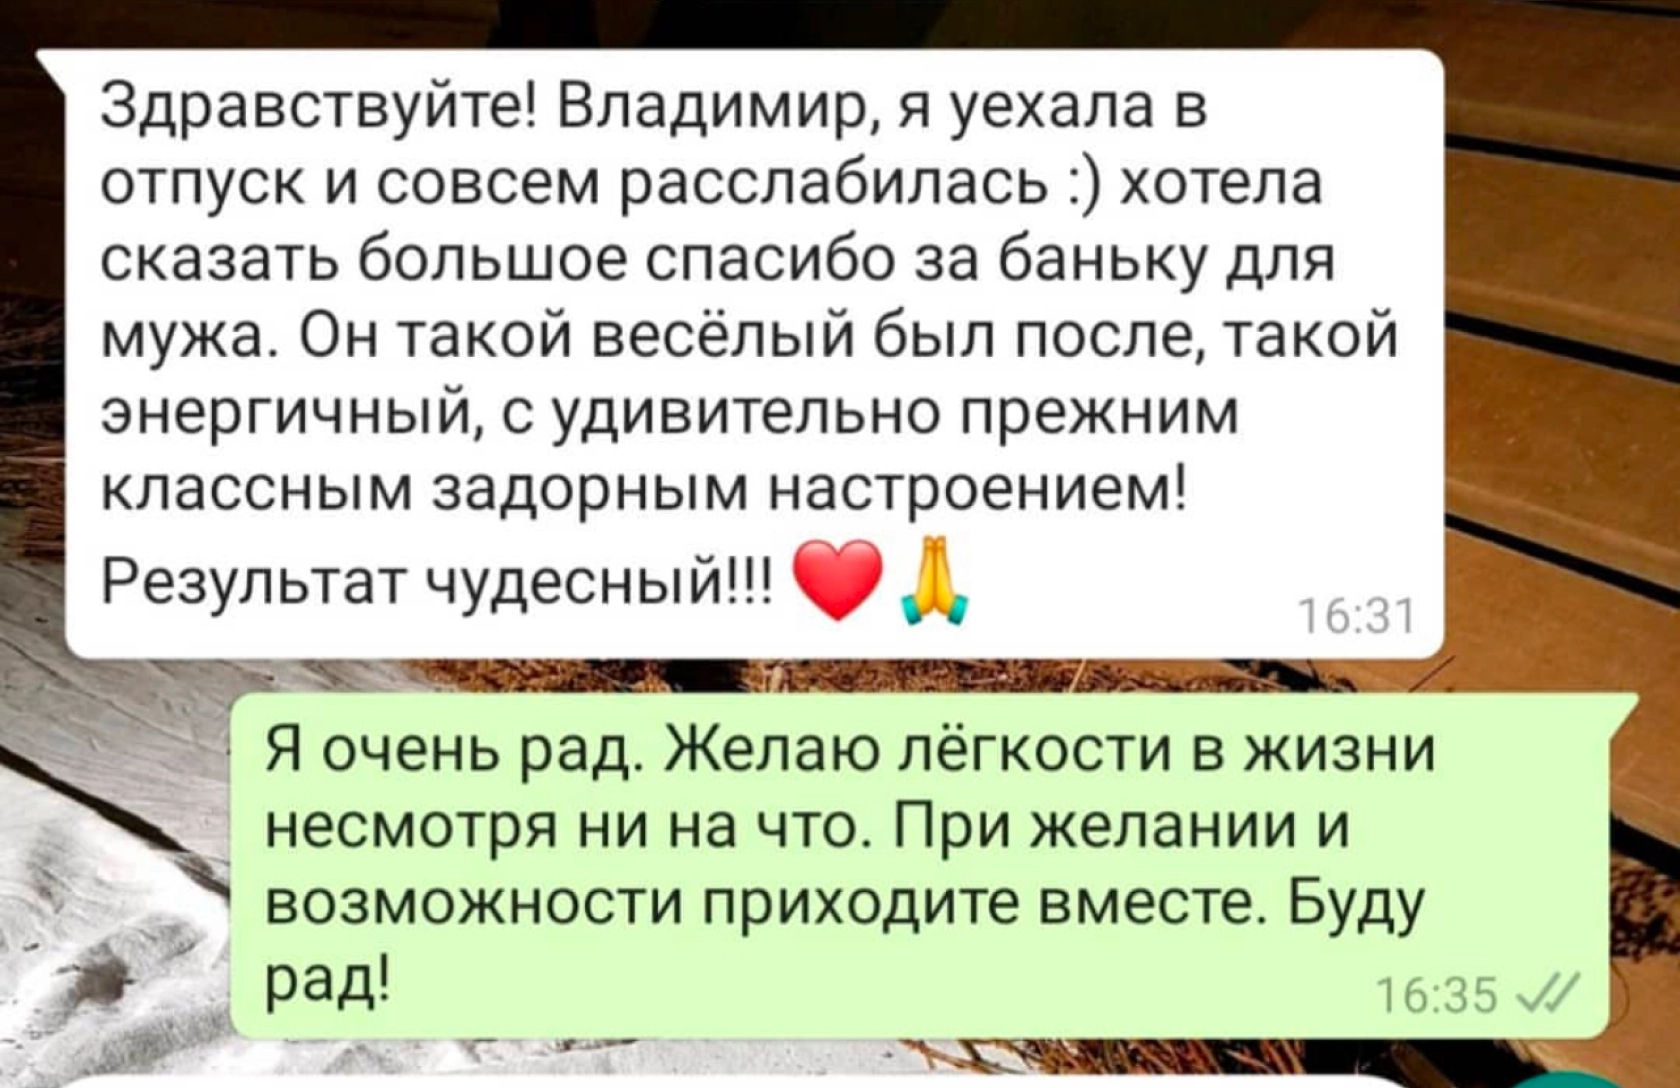 Здравствуйте! Владимир, я уехала в
отпуск и совсем расслабилась :) хотела
сказать большое спасибо за баньку для
мужа. Он такой весёлый был после, такой
энергичный, с удивительно прежним
классным задорным настроением!
Результат чудесный!!! ❤️🙏
16:31
Я очень рад. Желаю лёгкости в жизни
несмотря ни на что. При желании и
возможности приходите вместе. Буду
рад!
16:35